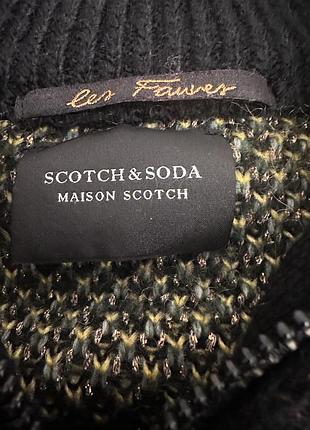 les Fauves
SCOTCH & SODA
MAISON SCOTCH